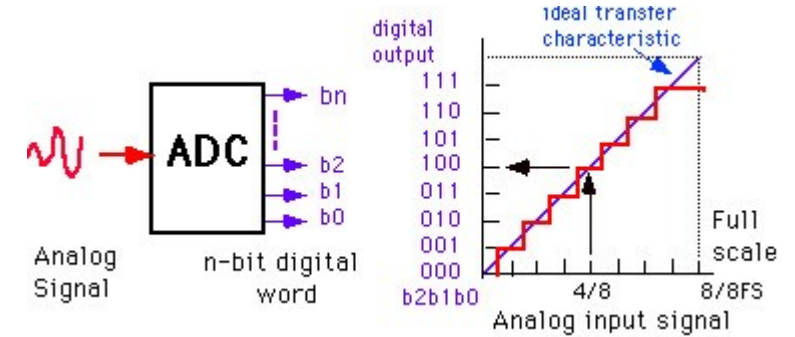 ADC
bn
b2
b1
b0
Analog
Signal
n-bit digital
word
digital
output
ideal transfer
characteristic
111
110
101
100
011
010
001
000
b2b1b0
4/8
8/8FS
Full
scale
Analog input signal